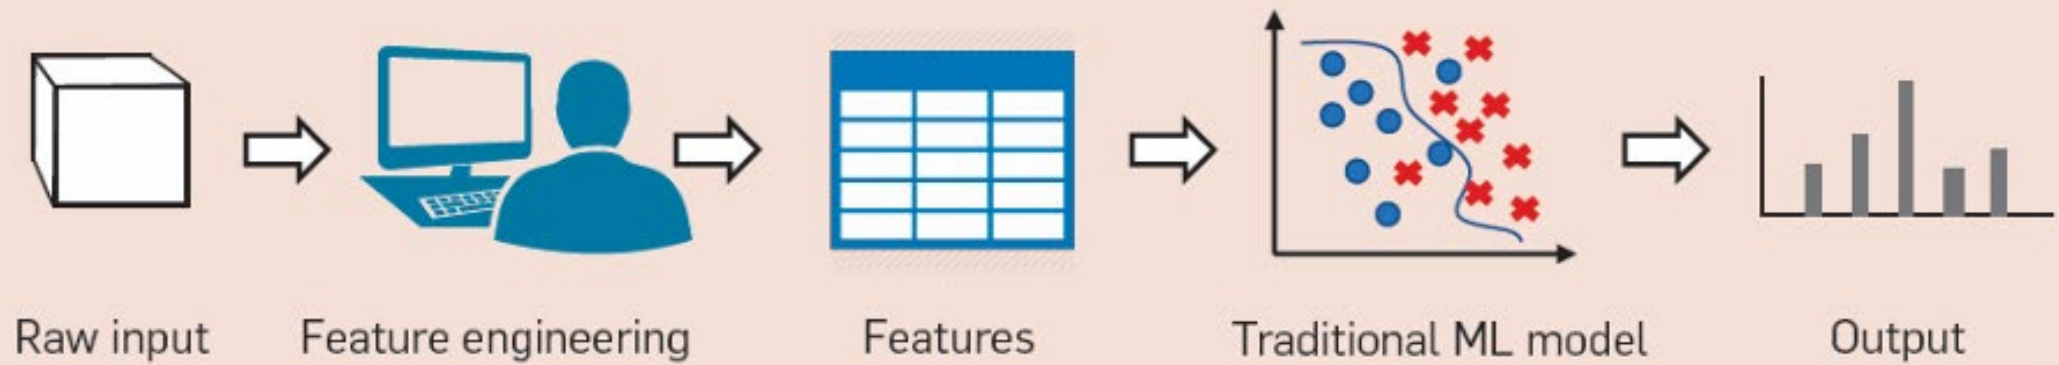 Raw input
Feature engineering
Features
Traditional ML model
Output